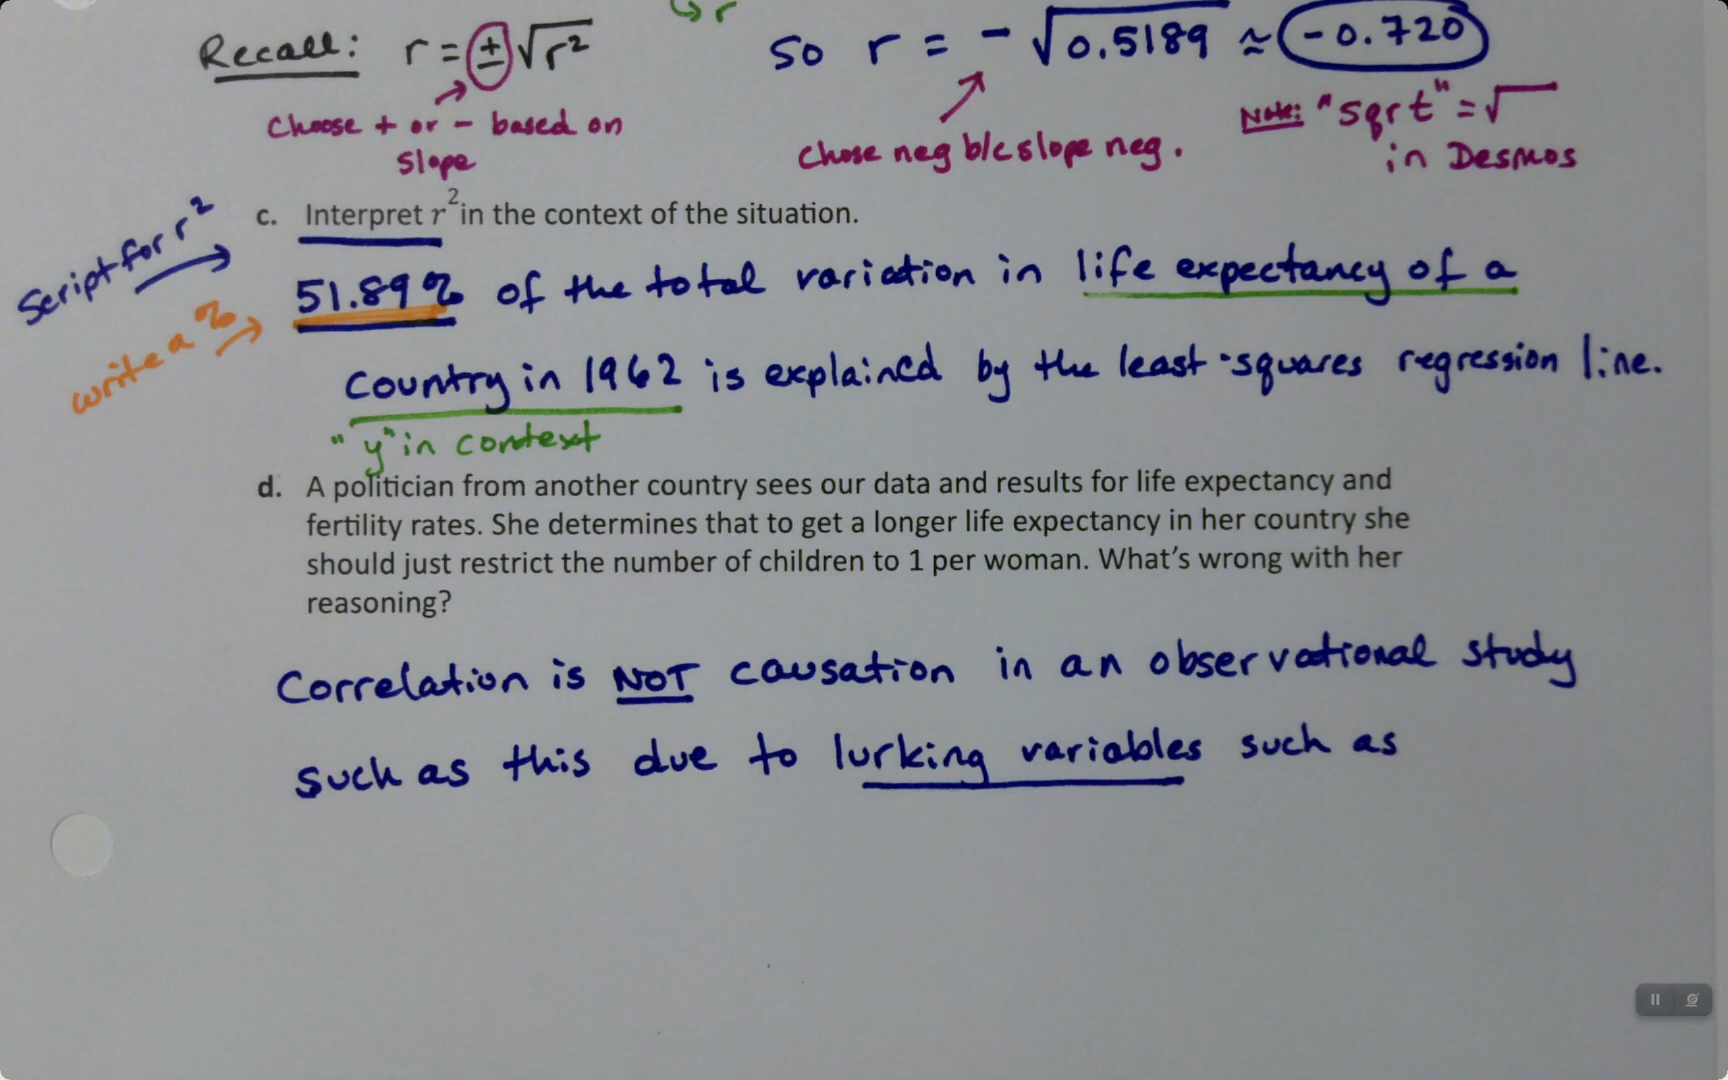 ↳ r
Recall: r = ± √r²
So r = - √0.5189 ≈ -0.720
Choose + or - based on
slope
chose neg b/c slope neg.
Note: "sqrt" = √
in Desmos
Script for r²
c. Interpret r² in the context of the situation.
write a %
51.89% of the total variation in life expectancy of a
Country in 1962 is explained by the least-squares regression line.
"y" in context
d. A politician from another country sees our data and results for life expectancy and
fertility rates. She determines that to get a longer life expectancy in her country she
should just restrict the number of children to 1 per woman. What's wrong with her
reasoning?
Correlation is NOT causation in an observational study
such as this due to lurking variables such as